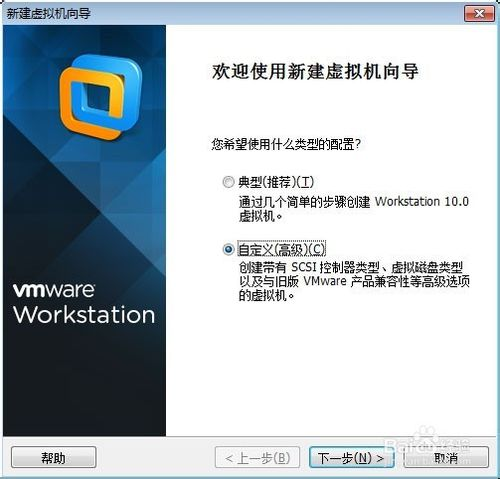 新建虚拟机向导
欢迎使用新建虚拟机向导
您希望使用什么类型的配置?
典型(推荐)(T)
通过几个简单的步骤创建 Workstation 10.0
虚拟机。
自定义(高级)(C)
创建带有 SCSI 控制器类型、虚拟磁盘类型
以及与旧版 VMware 产品兼容性等高级选项
的虚拟机。
vmware
Workstation
帮助
< 上一步(B)
下一步(N) >
取消
Baidu 经验